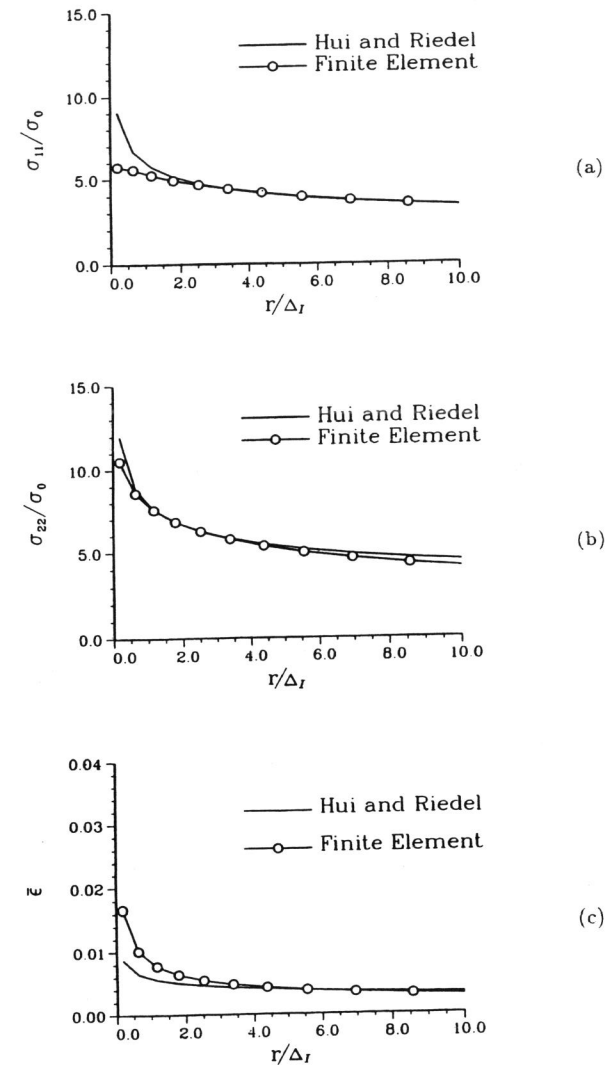 15.0
Hui and Riedel
Finite Element
10.0
σ₁₁/σ₀
(a)
5.0
0.0
0.0 2.0 4.0 6.0 8.0 10.0
r/Δ_I
15.0
Hui and Riedel
Finite Element
10.0
σ₂₂/σ₀
(b)
5.0
0.0
0.0 2.0 4.0 6.0 8.0 10.0
r/Δ_I
0.04
Hui and Riedel
0.03
Finite Element
0.02
ε̄
(c)
0.01
0.00
0.0 2.0 4.0 6.0 8.0 10.0
r/Δ_I